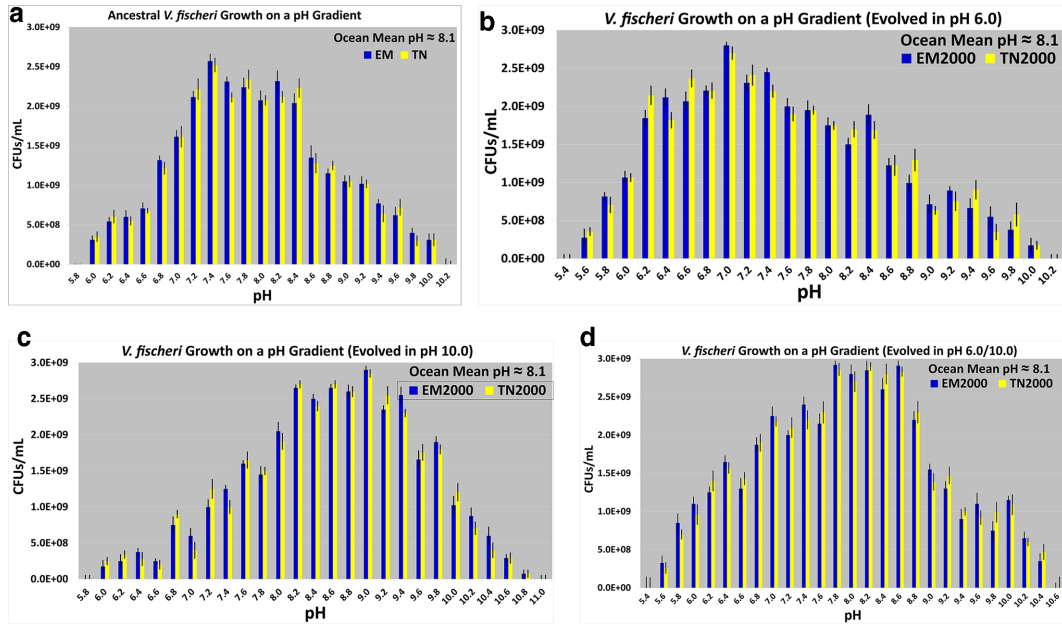 a
Ancestral V. fischeri Growth on a pH Gradient
Ocean Mean pH ≈ 8.1
EM TN
CFUs/mL
3.0E+09
2.5E+09
2.0E+09
1.5E+09
1.0E+09
5.0E+08
0.0E+00
5.8 6.0 6.2 6.4 6.6 6.8 7.0 7.2 7.4 7.6 7.8 8.0 8.2 8.4 8.6 8.8 9.0 9.2 9.4 9.6 9.8 10.0 10.2
pH
b
V. fischeri Growth on a pH Gradient (Evolved in pH 6.0)
Ocean Mean pH ≈ 8.1
EM2000 TN2000
CFUs/mL
3.0E+09
2.5E+09
2.0E+09
1.5E+09
1.0E+09
5.0E+08
0.0E+00
5.4 5.6 5.8 6.0 6.2 6.4 6.6 6.8 7.0 7.2 7.4 7.6 7.8 8.0 8.2 8.4 8.6 8.8 9.0 9.2 9.4 9.6 9.8 10.0 10.2
pH
c
V. fischeri Growth on a pH Gradient (Evolved in pH 10.0)
Ocean Mean pH ≈ 8.1
EM2000 TN2000
CFUs/mL
3.0E+09
2.5E+09
2.0E+09
1.5E+09
1.0E+09
5.0E+08
0.0E+00
5.8 6.0 6.2 6.4 6.6 6.8 7.0 7.2 7.4 7.6 7.8 8.0 8.2 8.4 8.6 8.8 9.0 9.2 9.4 9.6 9.8 10.0 10.2 10.4 10.6 10.8 11.0
pH
d
V. fischeri Growth on a pH Gradient (Evolved in pH 6.0/10.0)
Ocean Mean pH ≈ 8.1
EM2000 TN2000
CFUs/mL
3.0E+09
2.5E+09
2.0E+09
1.5E+09
1.0E+09
5.0E+08
0.0E+00
5.4 5.6 5.8 6.0 6.2 6.4 6.6 6.8 7.0 7.2 7.4 7.6 7.8 8.0 8.2 8.4 8.6 8.8 9.0 9.2 9.4 9.6 9.8 10.0 10.2 10.4 10.6
pH